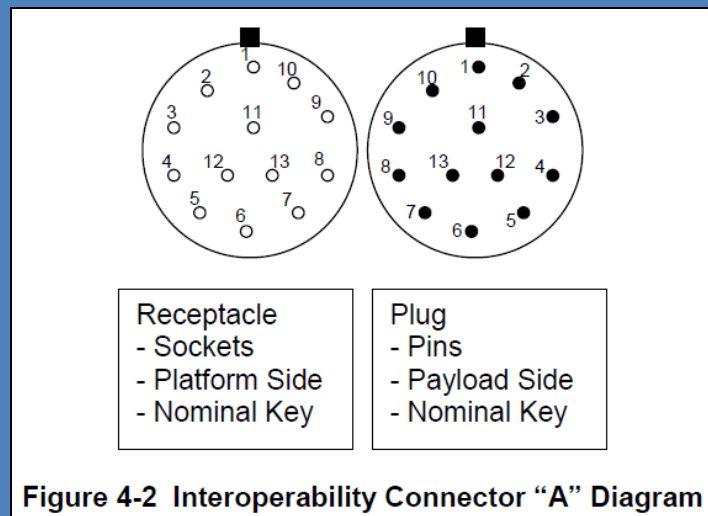 1
10
2
9
3
11
4
12
13
8
5
7
6
1
10
2
9
11
3
8
13
12
4
7
5
6
Receptacle
- Sockets
- Platform Side
- Nominal Key
Plug
- Pins
- Payload Side
- Nominal Key
Figure 4-2 Interoperability Connector “A” Diagram